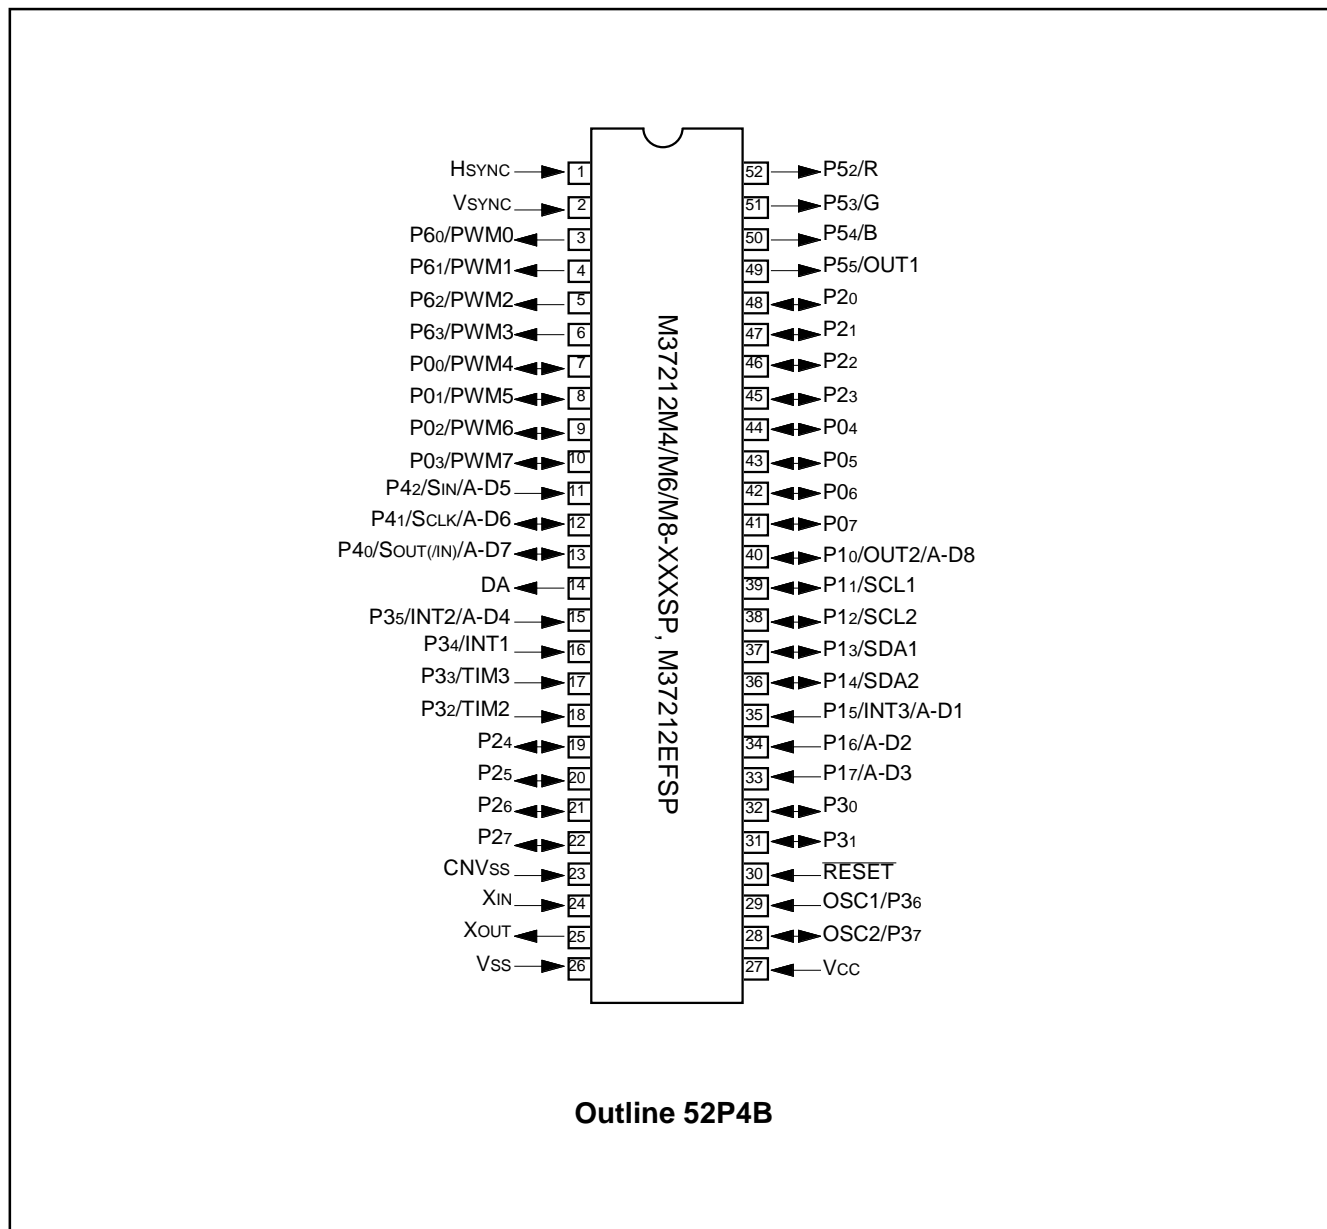 HSYNC 1 52 P52/R
VSYNC 2 51 P53/G
P60/PWM0 3 50 P54/B
P61/PWM1 4 49 P55/OUT1
P62/PWM2 5 48 P20
P63/PWM3 6 47 P21
P00/PWM4 7 46 P22
P01/PWM5 8 45 P23
P02/PWM6 9 44 P04
P03/PWM7 10 43 P05
P42/SIN/A-D5 11 42 P06
P41/SCLK/A-D6 12 41 P07
P40/SOUT(/IN)/A-D7 13 40 P10/OUT2/A-D8
DA 14 39 P11/SCL1
P35/INT2/A-D4 15 38 P12/SCL2
P34/INT1 16 37 P13/SDA1
P33/TIM3 17 36 P14/SDA2
P32/TIM2 18 35 P15/INT3/A-D1
P24 19 34 P16/A-D2
P25 20 33 P17/A-D3
P26 21 32 P30
P27 22 31 P31
CNVSS 23 30 RESET
XIN 24 29 OSC1/P36
XOUT 25 28 OSC2/P37
VSS 26 27 VCC
M37212M4/M6/M8-XXXSP, M37212EFSP
Outline 52P4B